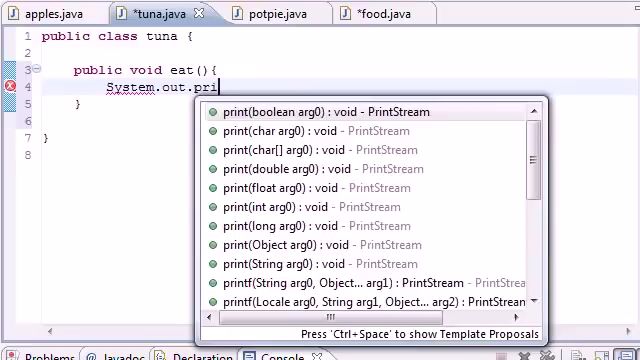 apples.java *tuna.java potpie.java *food.java
1 public class tuna {
2
3 public void eat(){
4 System.out.pri
5 }
6
7 }
8
print(boolean arg0) : void - PrintStream
print(char arg0) : void - PrintStream
print(char[] arg0) : void - PrintStream
print(double arg0) : void - PrintStream
print(float arg0) : void - PrintStream
print(int arg0) : void - PrintStream
print(long arg0) : void - PrintStream
print(Object arg0) : void - PrintStream
print(String arg0) : void - PrintStream
printf(String arg0, Object... arg1) : PrintStream - PrintStream
printf(Locale arg0, String arg1, Object... arg2) : PrintStream
Press 'Ctrl+Space' to show Template Proposals
Problems @ Javadoc Declaration Console